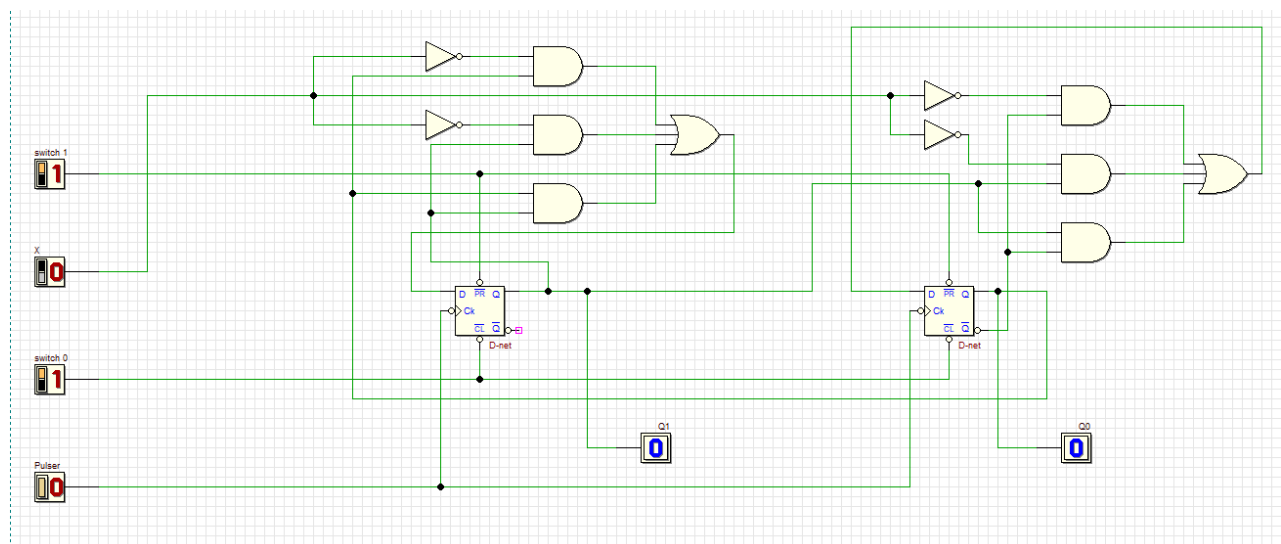 switch 1
1
X
0
switch 0
1
Pulser
0
D PR Q
Ck
CL Q
D-net
Q1
0
D PR Q
Ck
CL Q
D-net
Q0
0